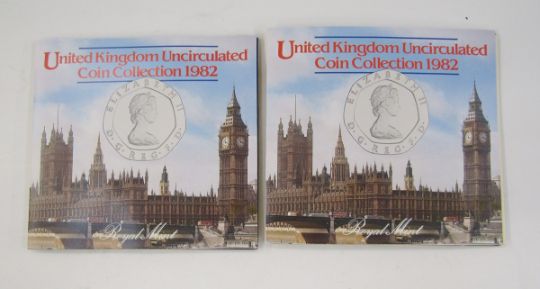 United Kingdom Uncirculated
Coin Collection 1982
ELIZABETH II
D·G·REG·F·D·
Royal Mint
United Kingdom Uncirculated
Coin Collection 1982
ELIZABETH II
D·G·REG·F·D·
Royal Mint